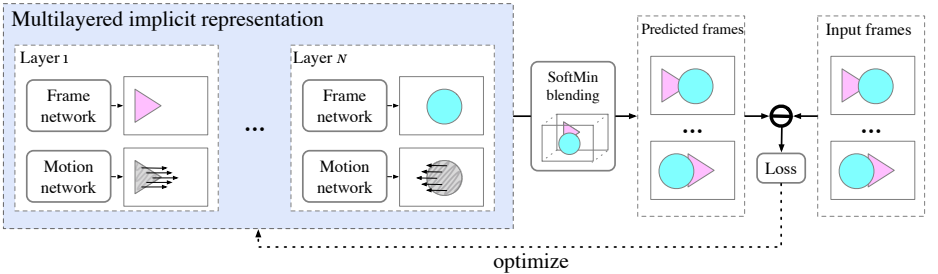 Multilayered implicit representation
Layer 1
Frame
network
Motion
network
...
Layer N
Frame
network
Motion
network
SoftMin
blending
Predicted frames
...
Input frames
...
Loss
optimize